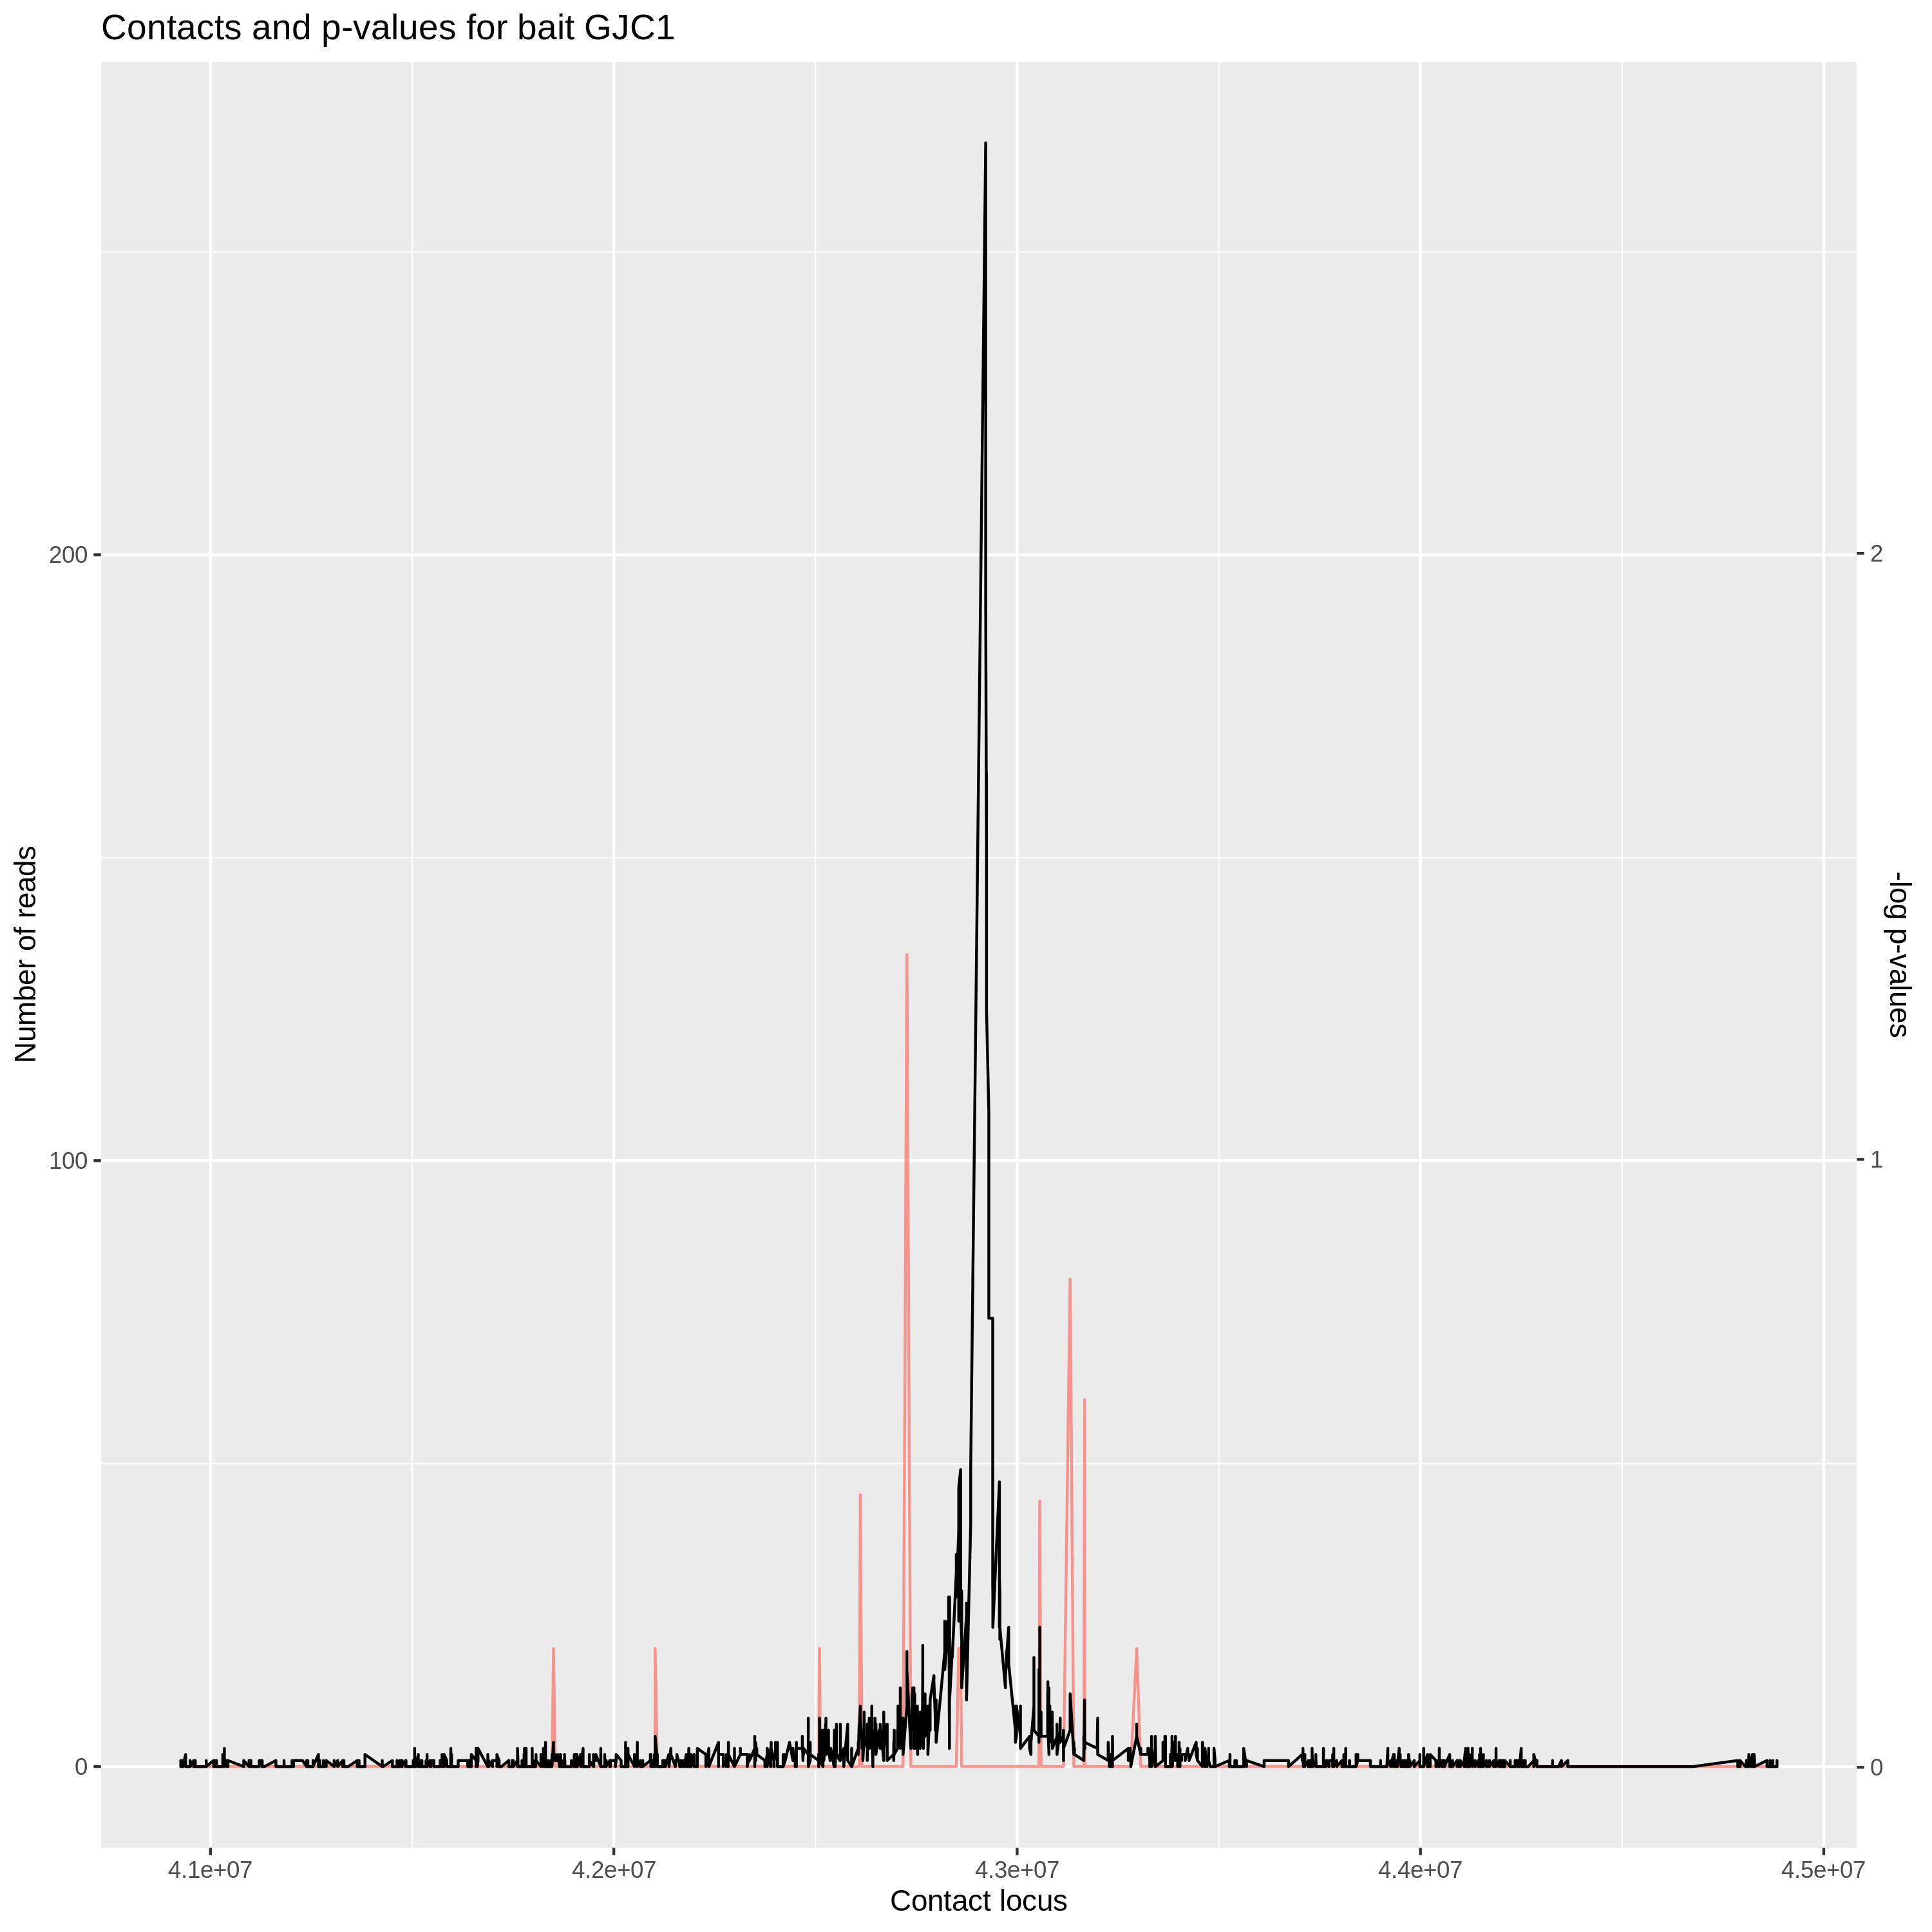 Contacts and p-values for bait GJC1
Number of reads
200
100
0
2
1
0
-log p-values
4.1e+07 4.2e+07 4.3e+07 4.4e+07 4.5e+07
Contact locus